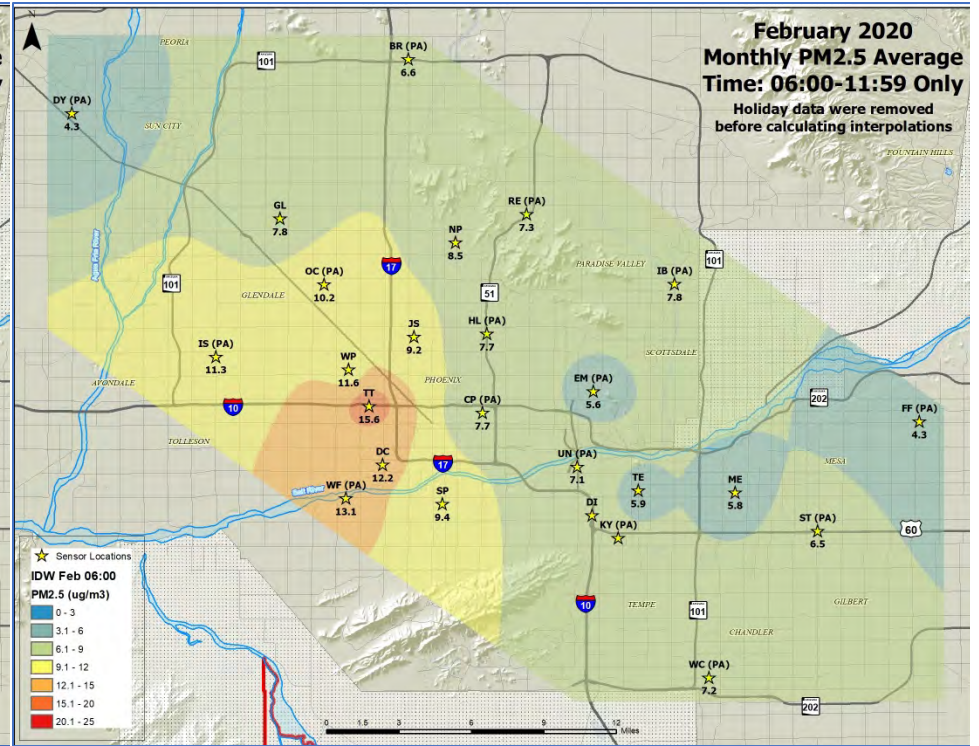 February 2020
Monthly PM2.5 Average
Time: 06:00-11:59 Only
Holiday data were removed
before calculating interpolations
N
PEORIA
BR (PA)
6.6
101
DY (PA)
4.3
SUN CITY
FOUNTAIN HILLS
GL
7.8
RE (PA)
7.3
NP
8.5
Agua Fria River
17
PARADISE VALLEY
101
OC (PA)
10.2
IB (PA)
7.8
101
GLENDALE
51
JS
9.2
HL (PA)
7.7
IS (PA)
11.3
SCOTTSDALE
WP
11.6
AVONDALE
PHOENIX
EM (PA)
5.6
TT
15.6
202
10
CP (PA)
7.7
FF (PA)
4.3
TOLLESON
DC
12.2
17
UN (PA)
7.1
MESA
WF (PA)
13.1
Salt River
SP
9.4
TE
5.9
ME
5.8
DI
KY (PA)
ST (PA)
6.5
60
10
TEMPE
101
GILBERT
CHANDLER
WC (PA)
7.2
202
Sensor Locations
IDW Feb 06:00
PM2.5 (ug/m3)
0 - 3
3.1 - 6
6.1 - 9
9.1 - 12
12.1 - 15
15.1 - 20
20.1 - 25
0 1.5 3 6 9 12
Miles